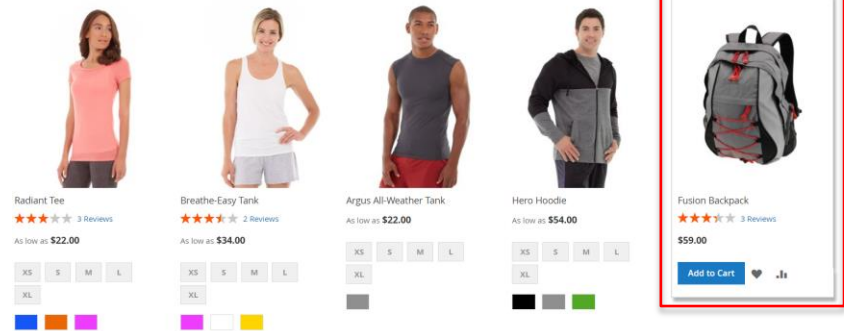 Radiant Tee
3 Reviews
As low as $22.00
XS S M L
XL
Breathe-Easy Tank
2 Reviews
As low as $34.00
XS S M L
XL
Argus All-Weather Tank
As low as $22.00
XS S M L
XL
Hero Hoodie
As low as $54.00
XS S M L
XL
Fusion Backpack
3 Reviews
$59.00
Add to Cart